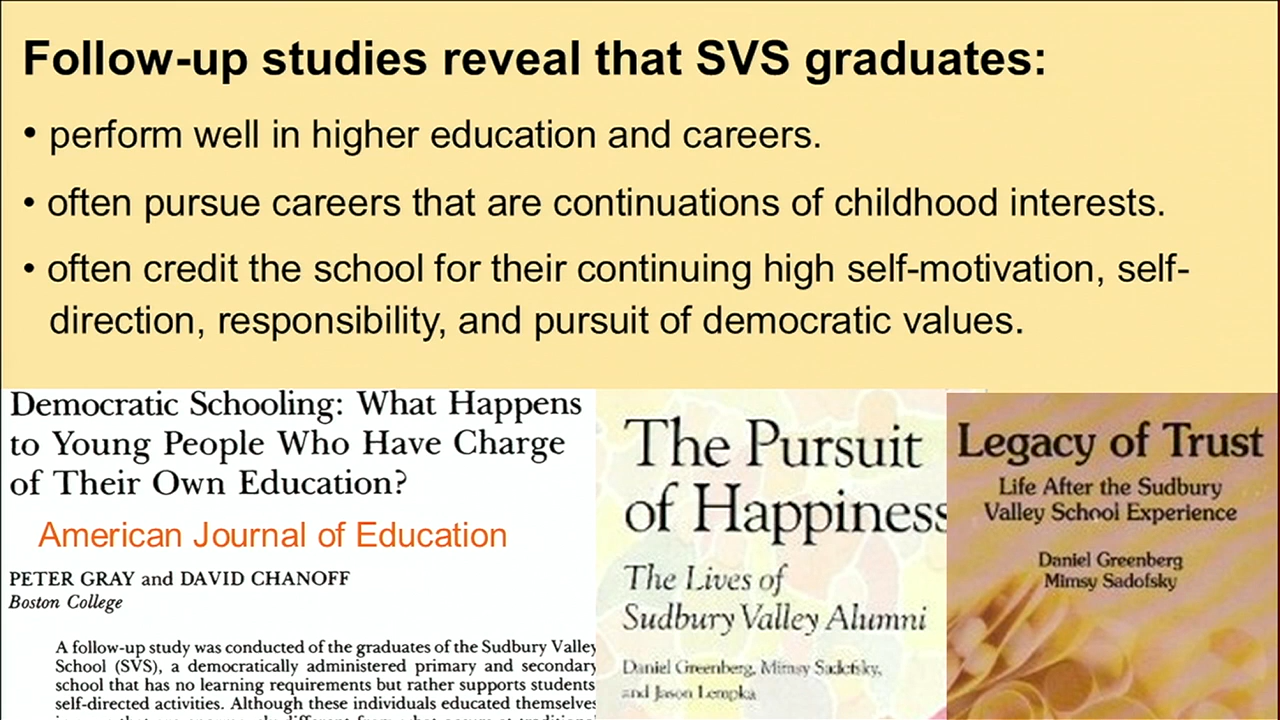 Follow-up studies reveal that SVS graduates:
• perform well in higher education and careers.
• often pursue careers that are continuations of childhood interests.
• often credit the school for their continuing high self-motivation, self-
direction, responsibility, and pursuit of democratic values.
Democratic Schooling: What Happens
to Young People Who Have Charge
of Their Own Education?
American Journal of Education
PETER GRAY and DAVID CHANOFF
Boston College
A follow-up study was conducted of the graduates of the Sudbury Valley
School (SVS), a democratically administered primary and secondary
school that has no learning requirements but rather supports students
self-directed activities. Although these individuals educated themselves
The Pursuit
of Happiness
The Lives of
Sudbury Valley Alumni
Daniel Greenberg, Mimsy Sadofsky,
and Jason Lempka
Legacy of Trust
Life After the Sudbury
Valley School Experience
Daniel Greenberg
Mimsy Sadofsky